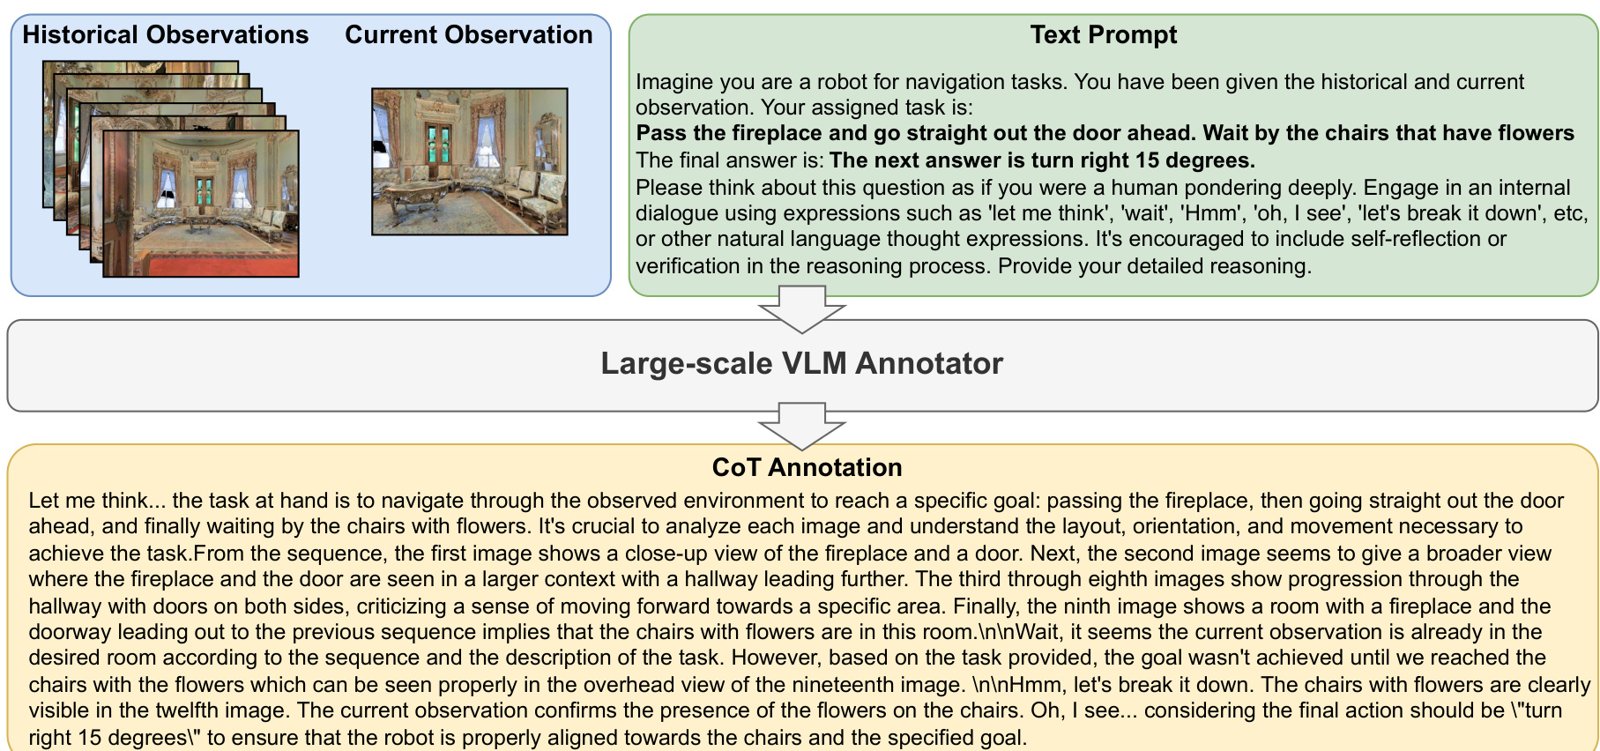 Historical Observations
Current Observation
Text Prompt
Imagine you are a robot for navigation tasks. You have been given the historical and current
observation. Your assigned task is:
Pass the fireplace and go straight out the door ahead. Wait by the chairs that have flowers
The final answer is: The next answer is turn right 15 degrees.
Please think about this question as if you were a human pondering deeply. Engage in an internal
dialogue using expressions such as 'let me think', 'wait', 'Hmm', 'oh, I see', 'let's break it down', etc,
or other natural language thought expressions. It's encouraged to include self-reflection or
verification in the reasoning process. Provide your detailed reasoning.
Large-scale VLM Annotator
CoT Annotation
Let me think... the task at hand is to navigate through the observed environment to reach a specific goal: passing the fireplace, then going straight out the door
ahead, and finally waiting by the chairs with flowers. It's crucial to analyze each image and understand the layout, orientation, and movement necessary to
achieve the task.From the sequence, the first image shows a close-up view of the fireplace and a door. Next, the second image seems to give a broader view
where the fireplace and the door are seen in a larger context with a hallway leading further. The third through eighth images show progression through the
hallway with doors on both sides, criticizing a sense of moving forward towards a specific area. Finally, the ninth image shows a room with a fireplace and the
doorway leading out to the previous sequence implies that the chairs with flowers are in this room.\n\nWait, it seems the current observation is already in the
desired room according to the sequence and the description of the task. However, based on the task provided, the goal wasn't achieved until we reached the
chairs with the flowers which can be seen properly in the overhead view of the nineteenth image. \n\nHmm, let's break it down. The chairs with flowers are clearly
visible in the twelfth image. The current observation confirms the presence of the flowers on the chairs. Oh, I see... considering the final action should be \"turn
right 15 degrees\" to ensure that the robot is properly aligned towards the chairs and the specified goal.